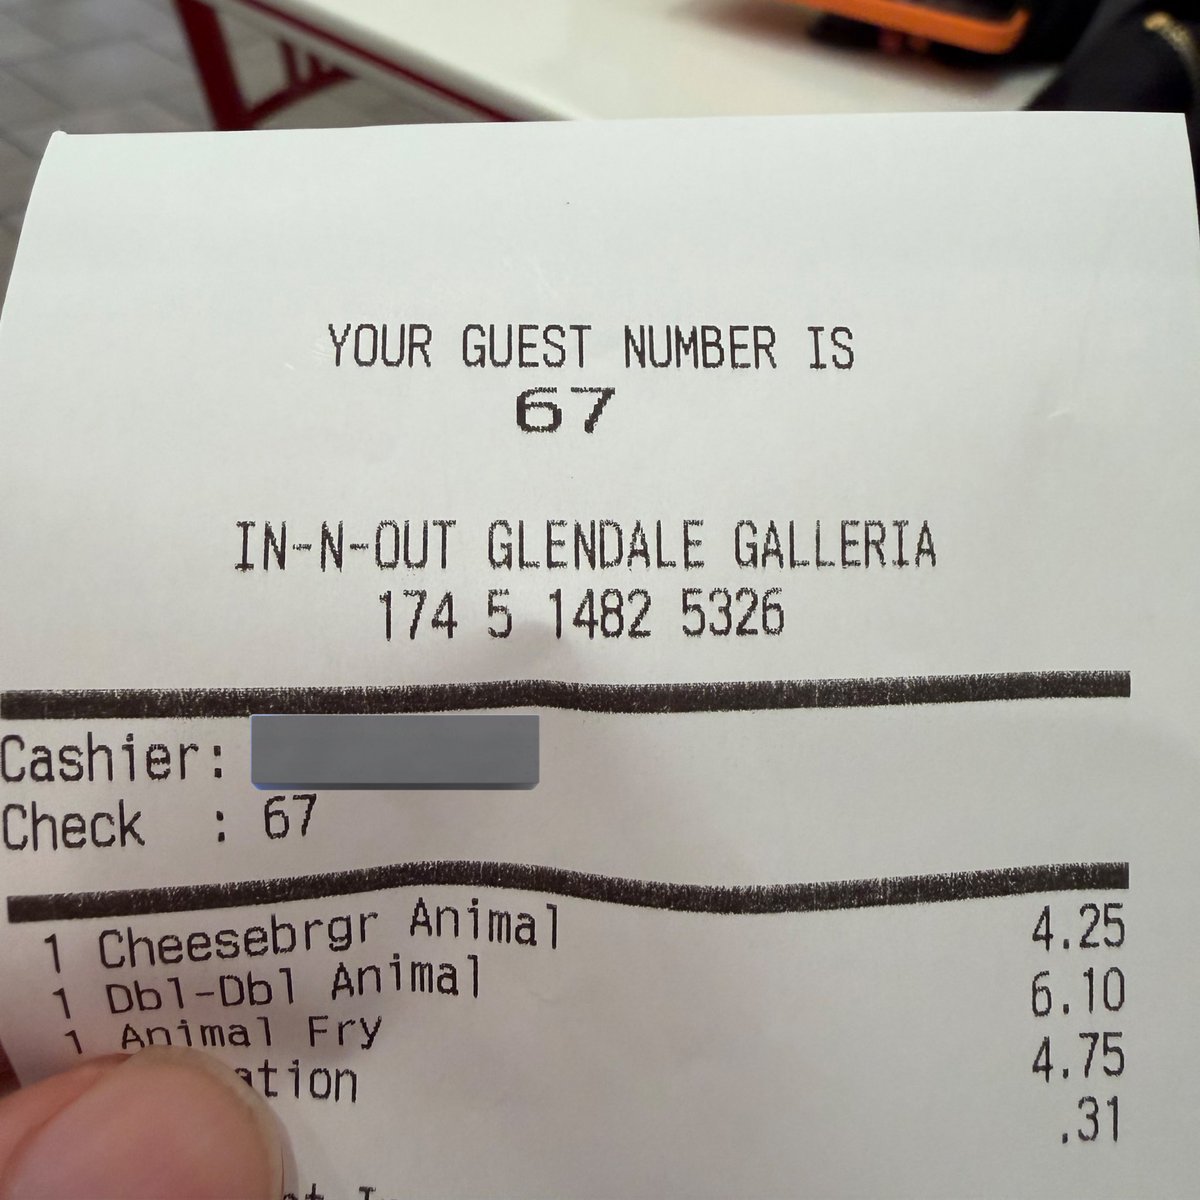 YOUR GUEST NUMBER IS
67
IN-N-OUT GLENDALE GALLERIA
174 5 1482 5326
Cashier:
Check : 67
1 Cheesebrgr Animal 4.25
1 Dbl-Dbl Animal 6.10
1 Animal Fry 4.75
.31